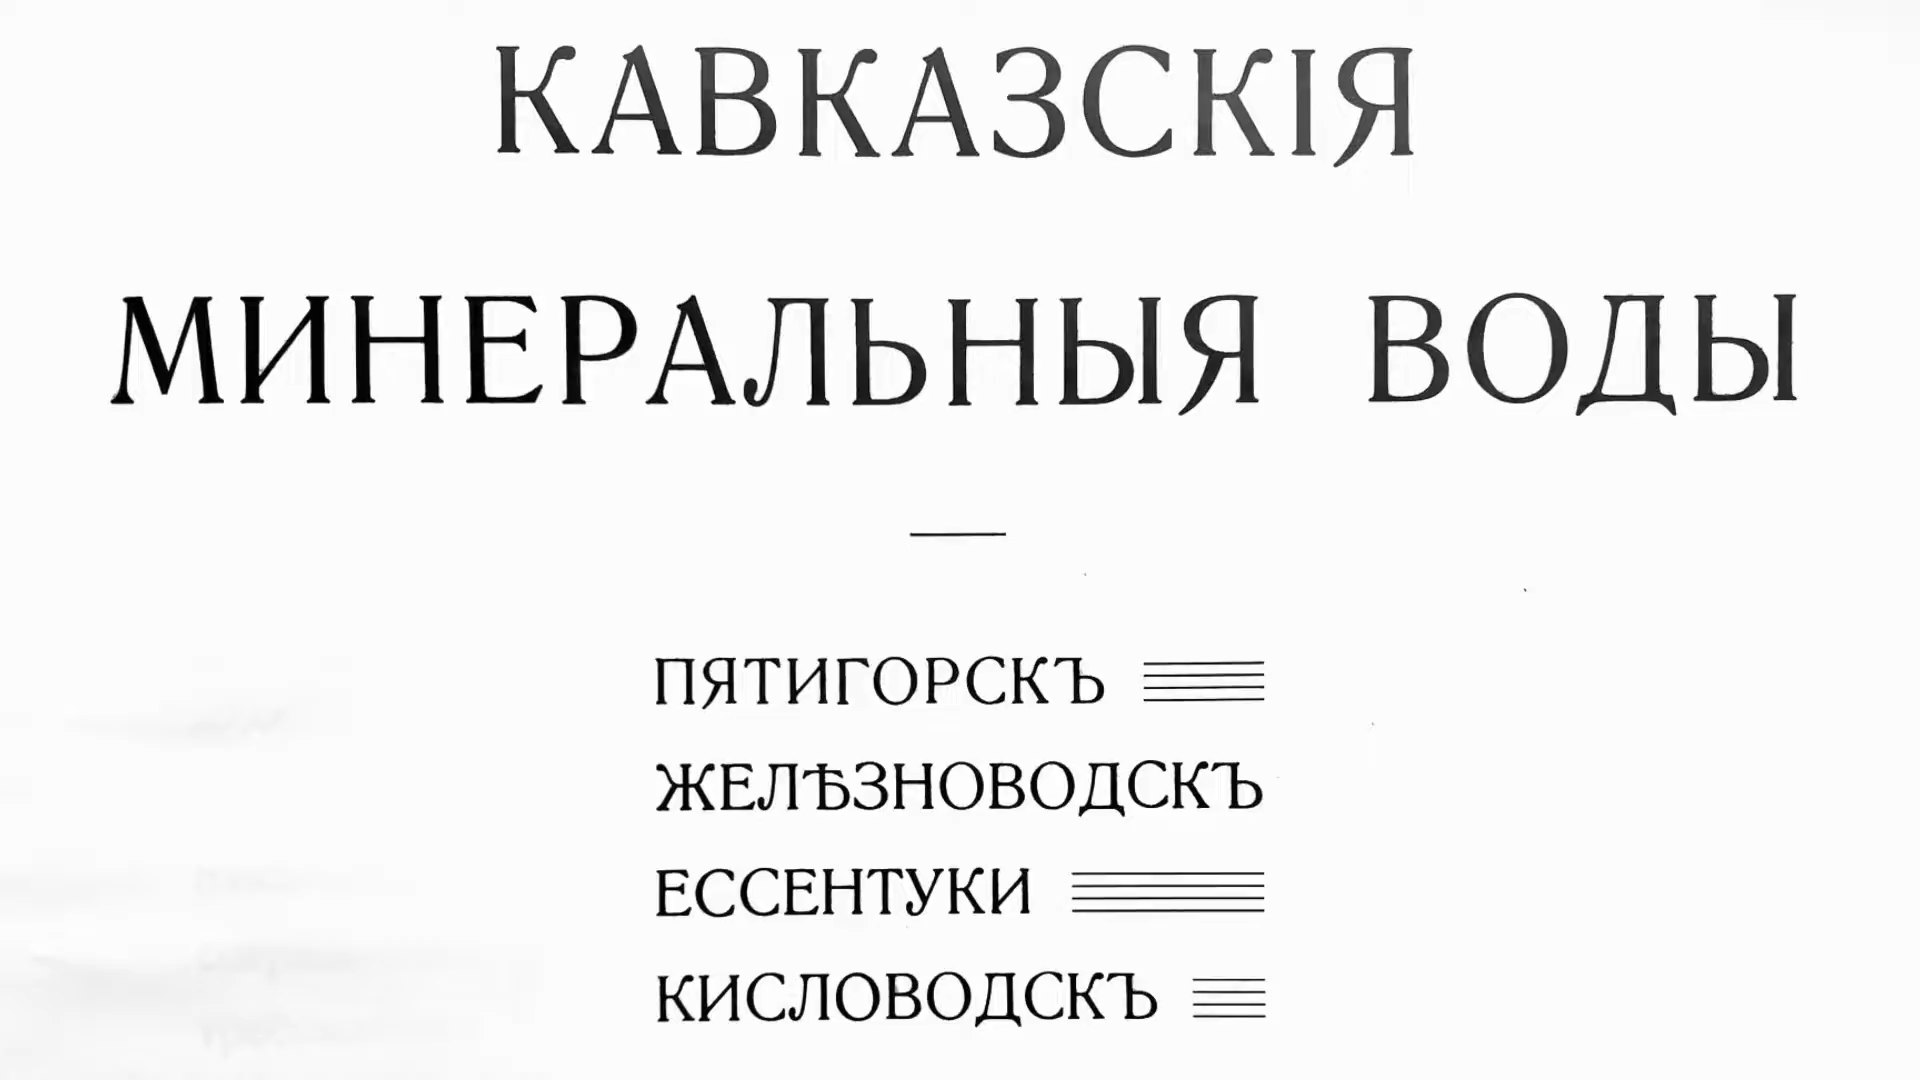 КАВКАЗСКІЯ
МИНЕРАЛЬНЫЯ ВОДЫ
ПЯТИГОРСКЪ
ЖЕЛѢЗНОВОДСКЪ
ЕССЕНТУКИ
КИСЛОВОДСКЪ